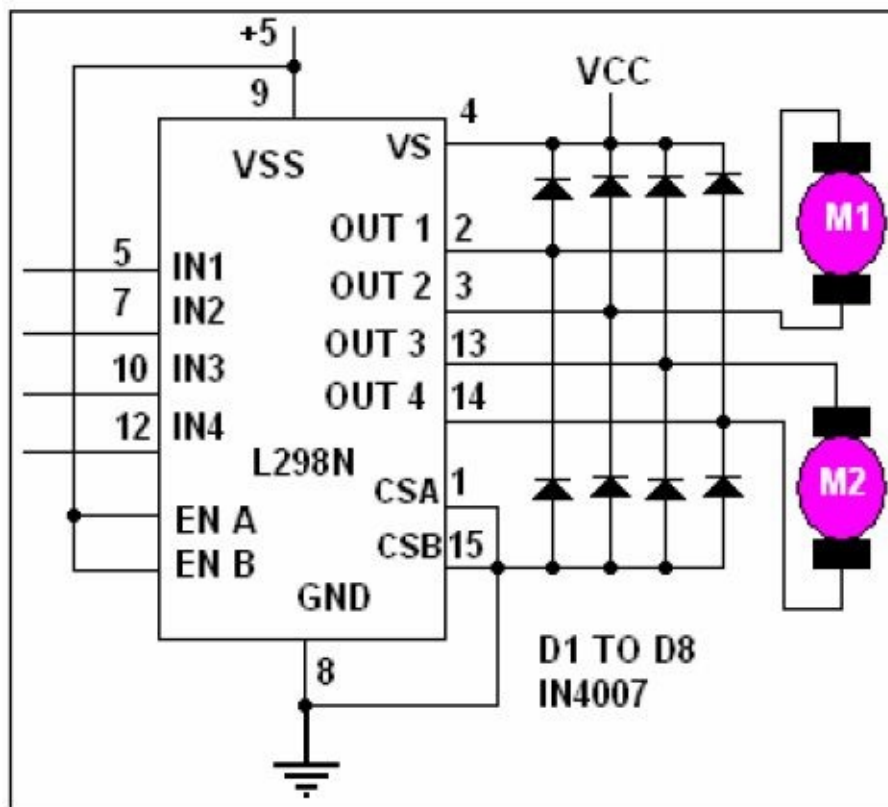 +5
9
VCC
4
VS
VSS
M1
OUT 1
2
5
IN1
OUT 2
3
7
IN2
OUT 3
13
10
IN3
OUT 4
14
12
IN4
L298N
CSA
1
M2
EN A
CSB
15
EN B
GND
8
D1 TO D8
IN4007